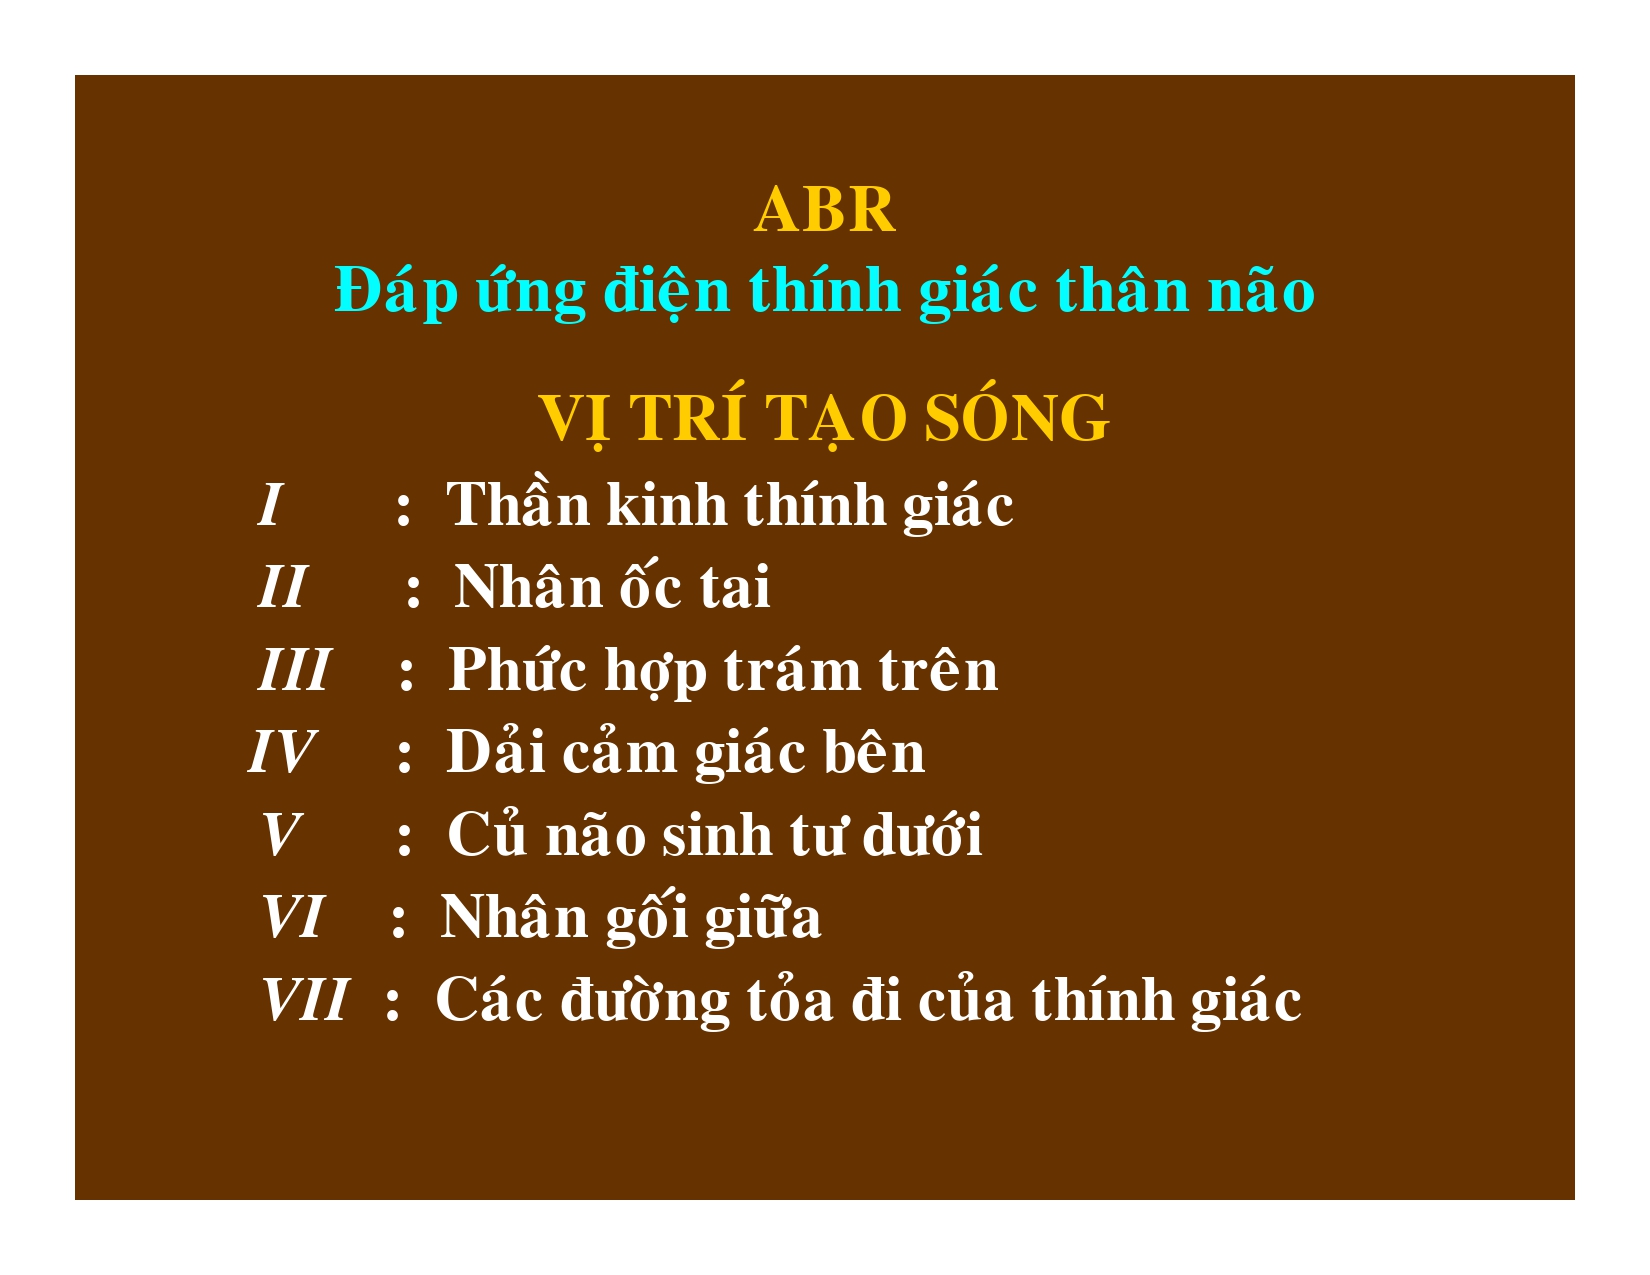 ABR
Đáp ứng điện thính giác thân não
VỊ TRÍ TẠO SÓNG
I : Thần kinh thính giác
II : Nhân ốc tai
III : Phức hợp trám trên
IV : Dải cảm giác bên
V : Củ não sinh tư dưới
VI : Nhân gối giữa
VII : Các đường tỏa đi của thính giác